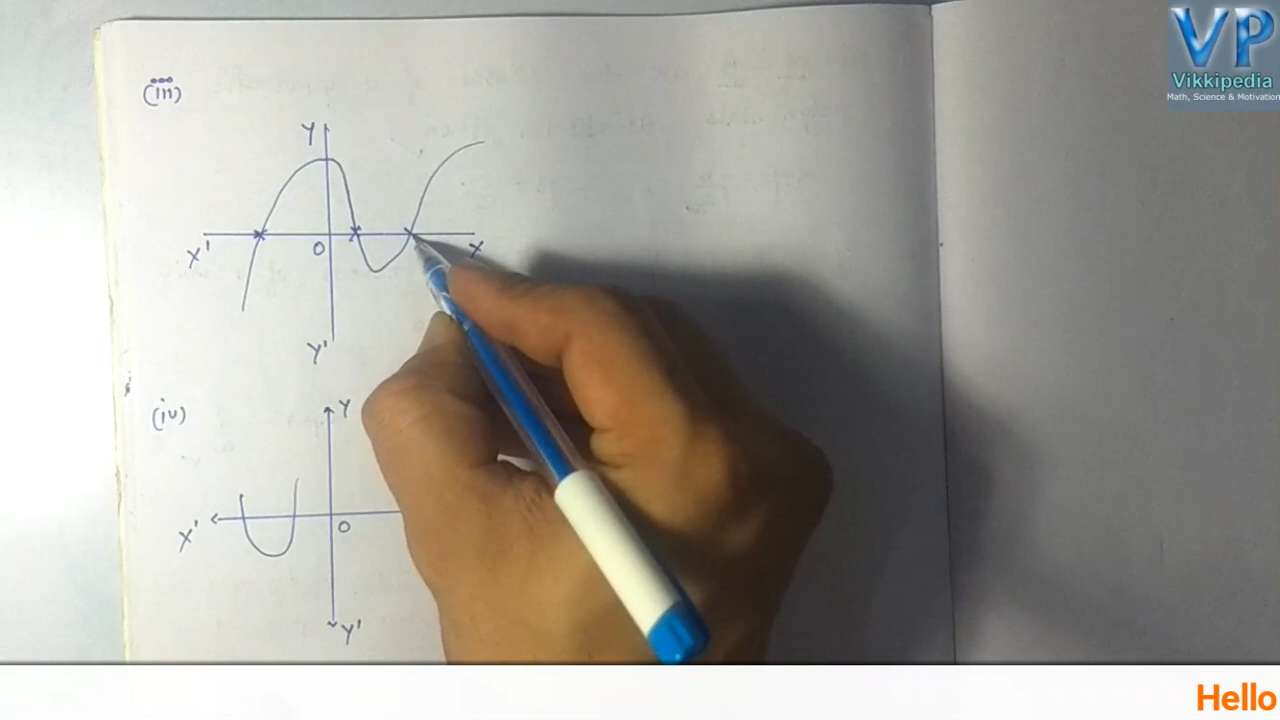 VP
Vikkipedia
Math, Science & Motivation
(iii)
Y
X'
O
X
Y'
(iv)
Y
X'
O
Y'
Hello